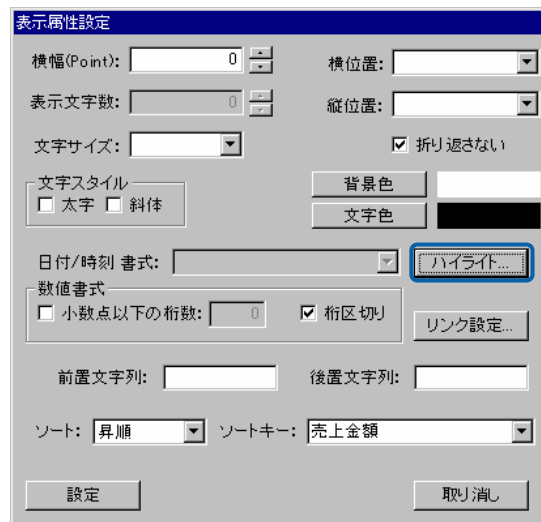 表示属性設定
横幅(Point): 0 横位置:
表示文字数: 0 縦位置:
文字サイズ: 折り返さない
文字スタイル 背景色
太字 斜体
文字色
日付/時刻 書式: ハイライト...
数値書式
小数点以下の桁数: 0 桁区切り リンク設定...
前置文字列: 後置文字列:
ソート: 昇順 ソートキー: 売上金額
設定 取り消し